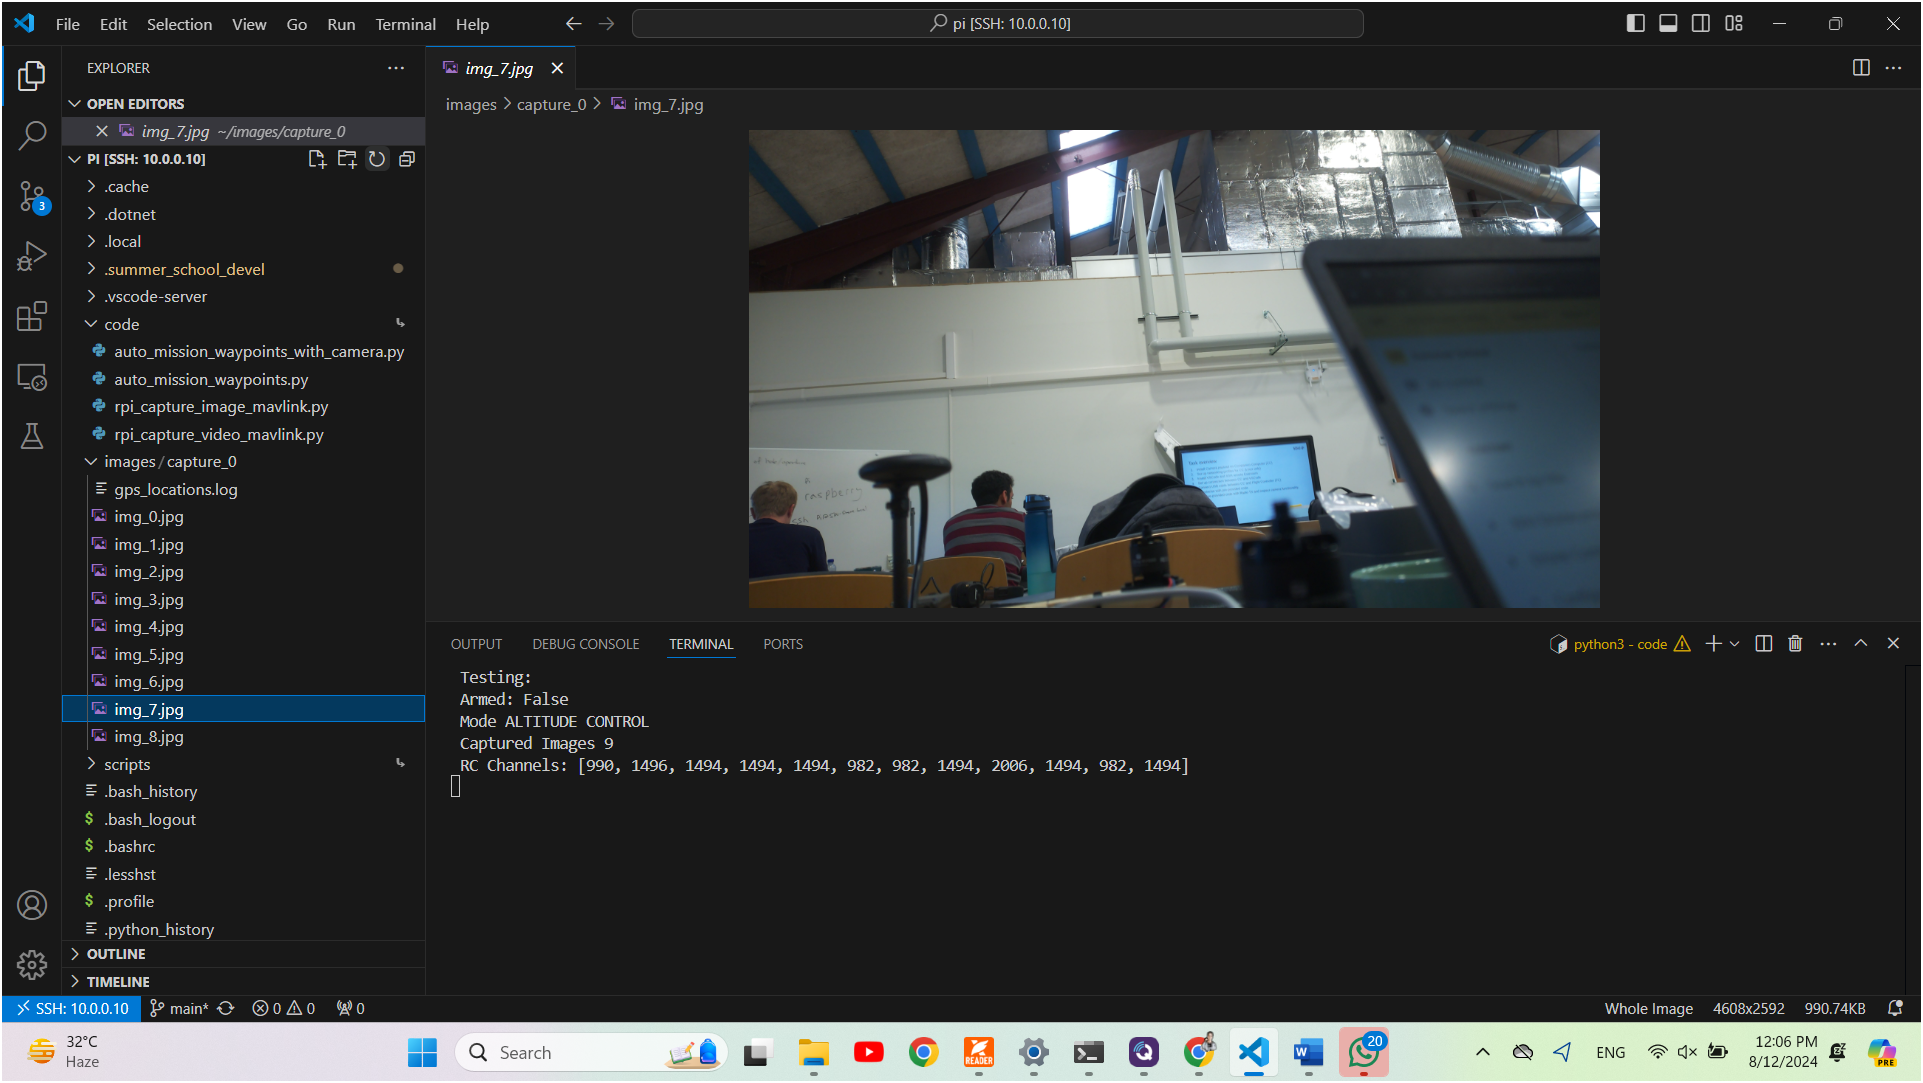 File Edit Selection View Go Run Terminal Help
pi [SSH: 10.0.0.10]
EXPLORER
OPEN EDITORS
img_7.jpg ~/images/capture_0
PI [SSH: 10.0.0.10]
.cache
.dotnet
.local
.summer_school_devel
.vscode-server
code
auto_mission_waypoints_with_camera.py
auto_mission_waypoints.py
rpi_capture_image_mavlink.py
rpi_capture_video_mavlink.py
images/capture_0
gps_locations.log
img_0.jpg
img_1.jpg
img_2.jpg
img_3.jpg
img_4.jpg
img_5.jpg
img_6.jpg
img_7.jpg
img_8.jpg
scripts
.bash_history
$ .bash_logout
$ .bashrc
.lesshst
$ .profile
.python_history
OUTLINE
TIMELINE
3
img_7.jpg
images > capture_0 > img_7.jpg
raspberry
OUTPUT DEBUG CONSOLE TERMINAL PORTS
python3 - code
Testing:
Armed: False
Mode ALTITUDE CONTROL
Captured Images 9
RC Channels: [990, 1496, 1494, 1494, 1494, 982, 982, 1494, 2006, 1494, 982, 1494]
SSH: 10.0.0.10 main* 0 0 0
Whole Image 4608x2592 990.74KB
32°C
Haze
Search
READER
20
ENG
12:06 PM
8/12/2024
PRE